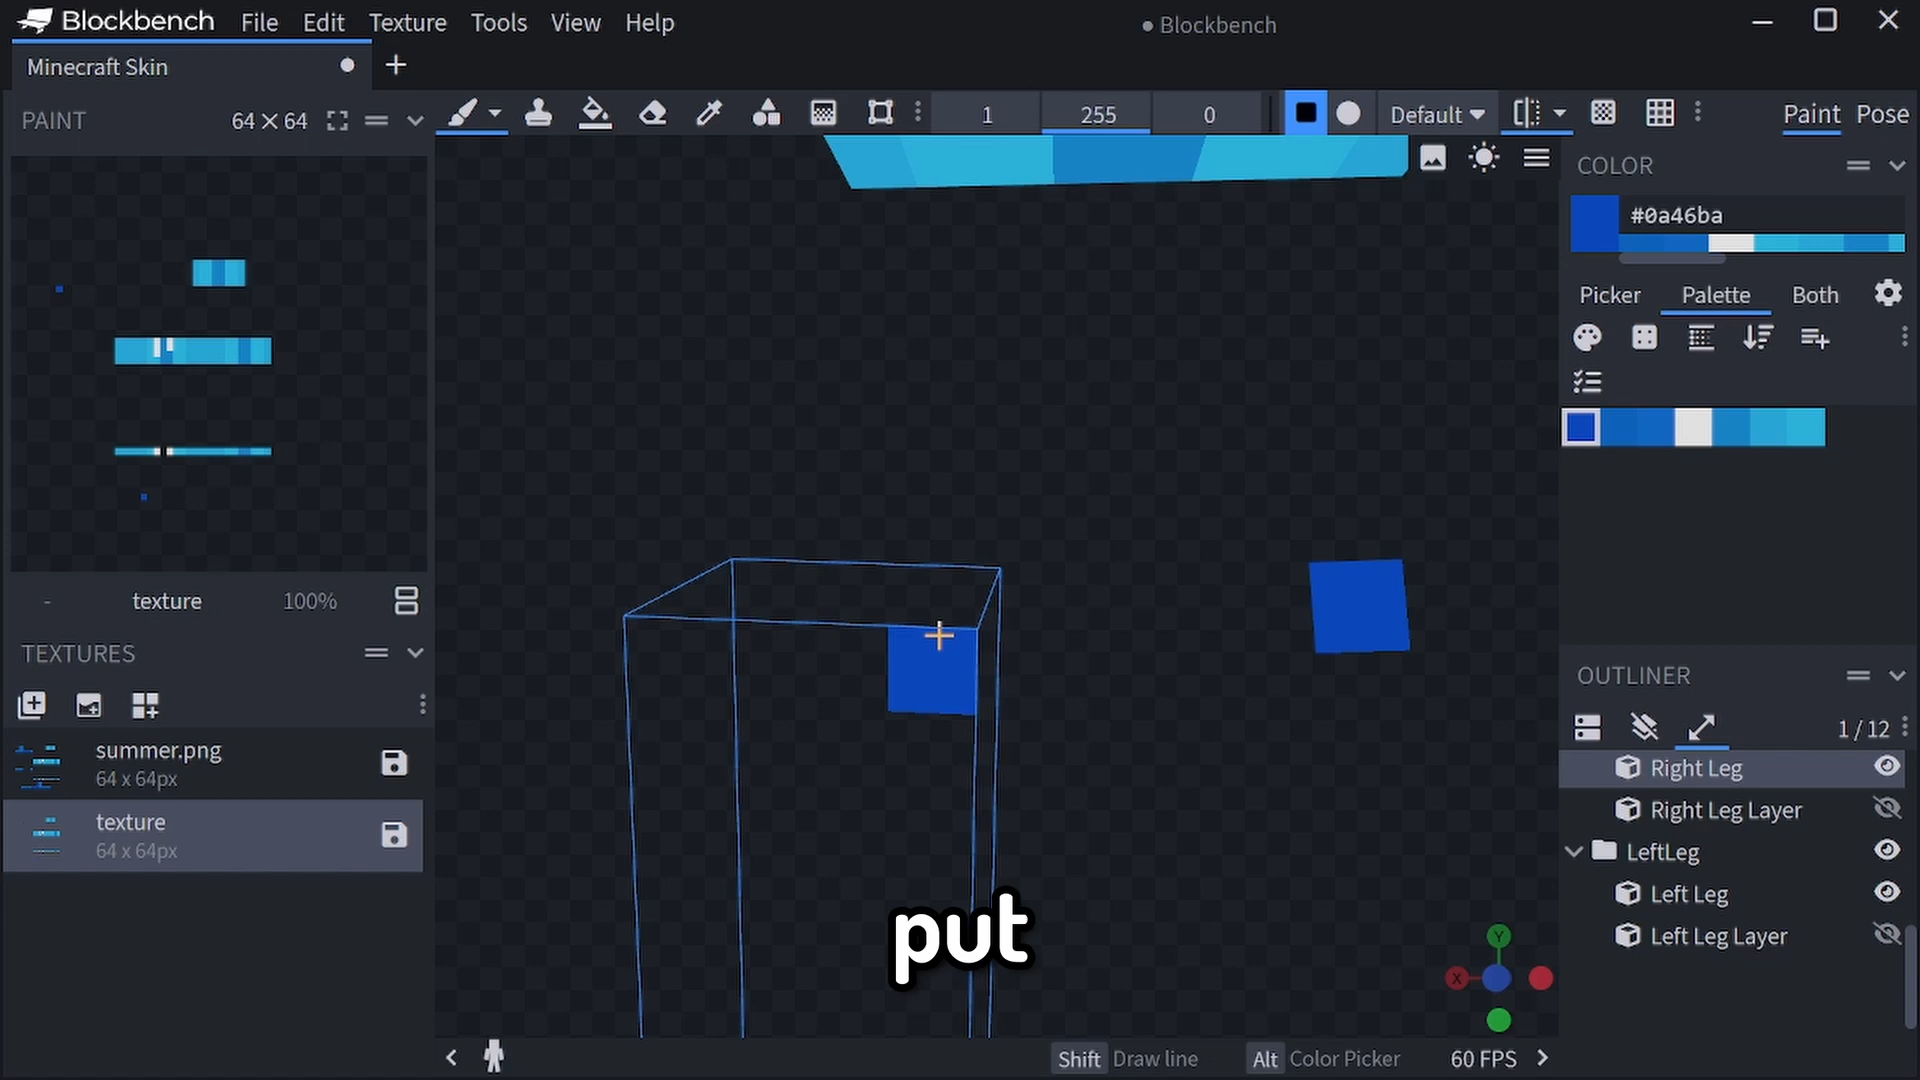 Blockbench File Edit Texture Tools View Help
Blockbench
Minecraft Skin
PAINT 64 × 64
1 255 0 Default Paint Pose
COLOR
#0a46ba
Picker Palette Both
- texture 100%
TEXTURES
summer.png
64 x 64px
texture
64 x 64px
OUTLINER
1 / 12
Right Leg
Right Leg Layer
LeftLeg
Left Leg
Left Leg Layer
put
Y
X
Shift Draw line Alt Color Picker 60 FPS